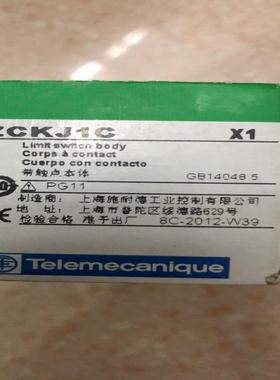 ZCKJ1C X1
Limit switch body
Corps à contact
Cuerpo con contacto
带触点本体
GB14048.5
PG11
制造商: 上海施耐德工业控制有限公司
地址: 上海市普陀区绥德路629号
检验合格 准予出厂 8C-2012-W39
Telemecanique